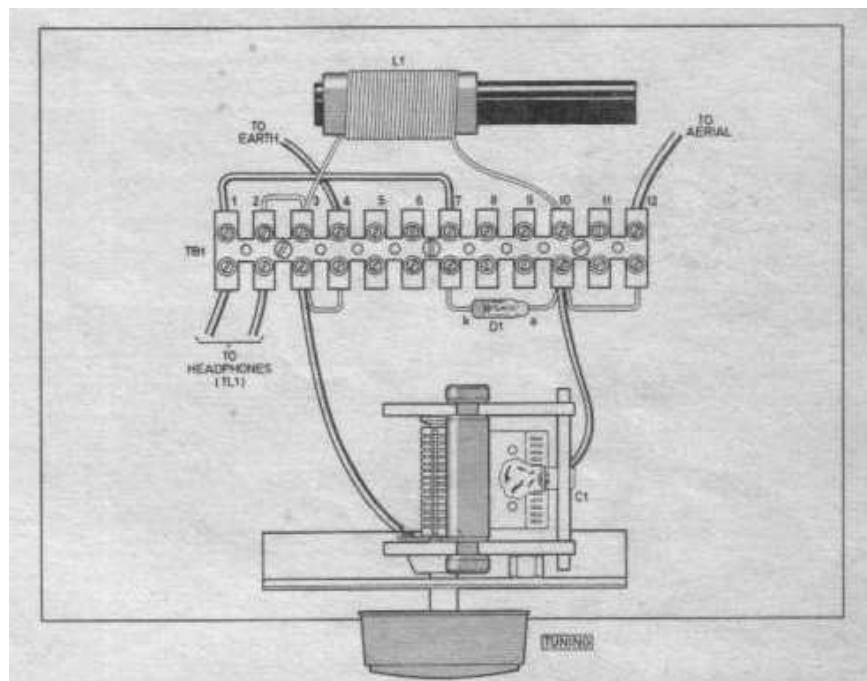 L1
TO
EARTH
TO
AERIAL
1 2 3 4 5 6 7 8 9 10 11 12
TB1
k
D1
a
TO
HEADPHONES
(TL1)
C1
TUNING